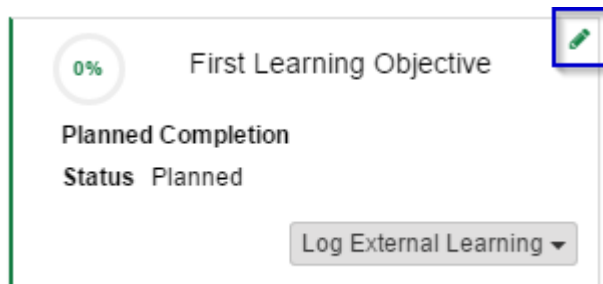 0%
First Learning Objective
Planned Completion
Status Planned
Log External Learning